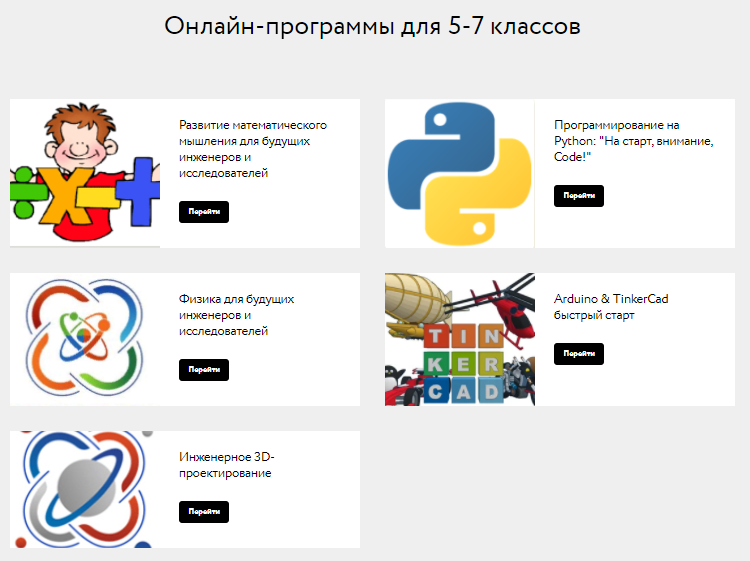 Онлайн-программы для 5-7 классов
Развитие математического
мышления для будущих
инженеров и
исследователей
Перейти
Программирование на
Python: "На старт, внимание,
Code!"
Перейти
Физика для будущих
инженеров и
исследователей
Перейти
TIN
KER
CAD
Arduino & TinkerCad
быстрый старт
Перейти
Инженерное 3D-
проектирование
Перейти